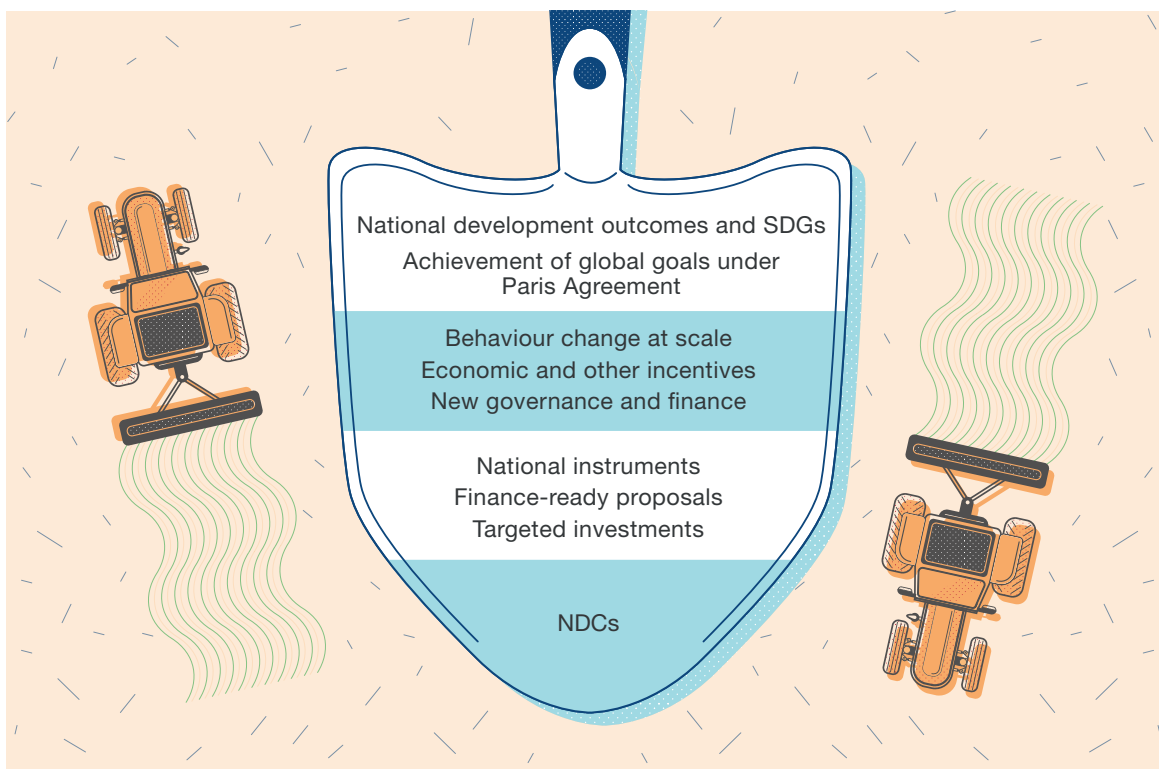 National development outcomes and SDGs
Achievement of global goals under
Paris Agreement
Behaviour change at scale
Economic and other incentives
New governance and finance
National instruments
Finance-ready proposals
Targeted investments
NDCs